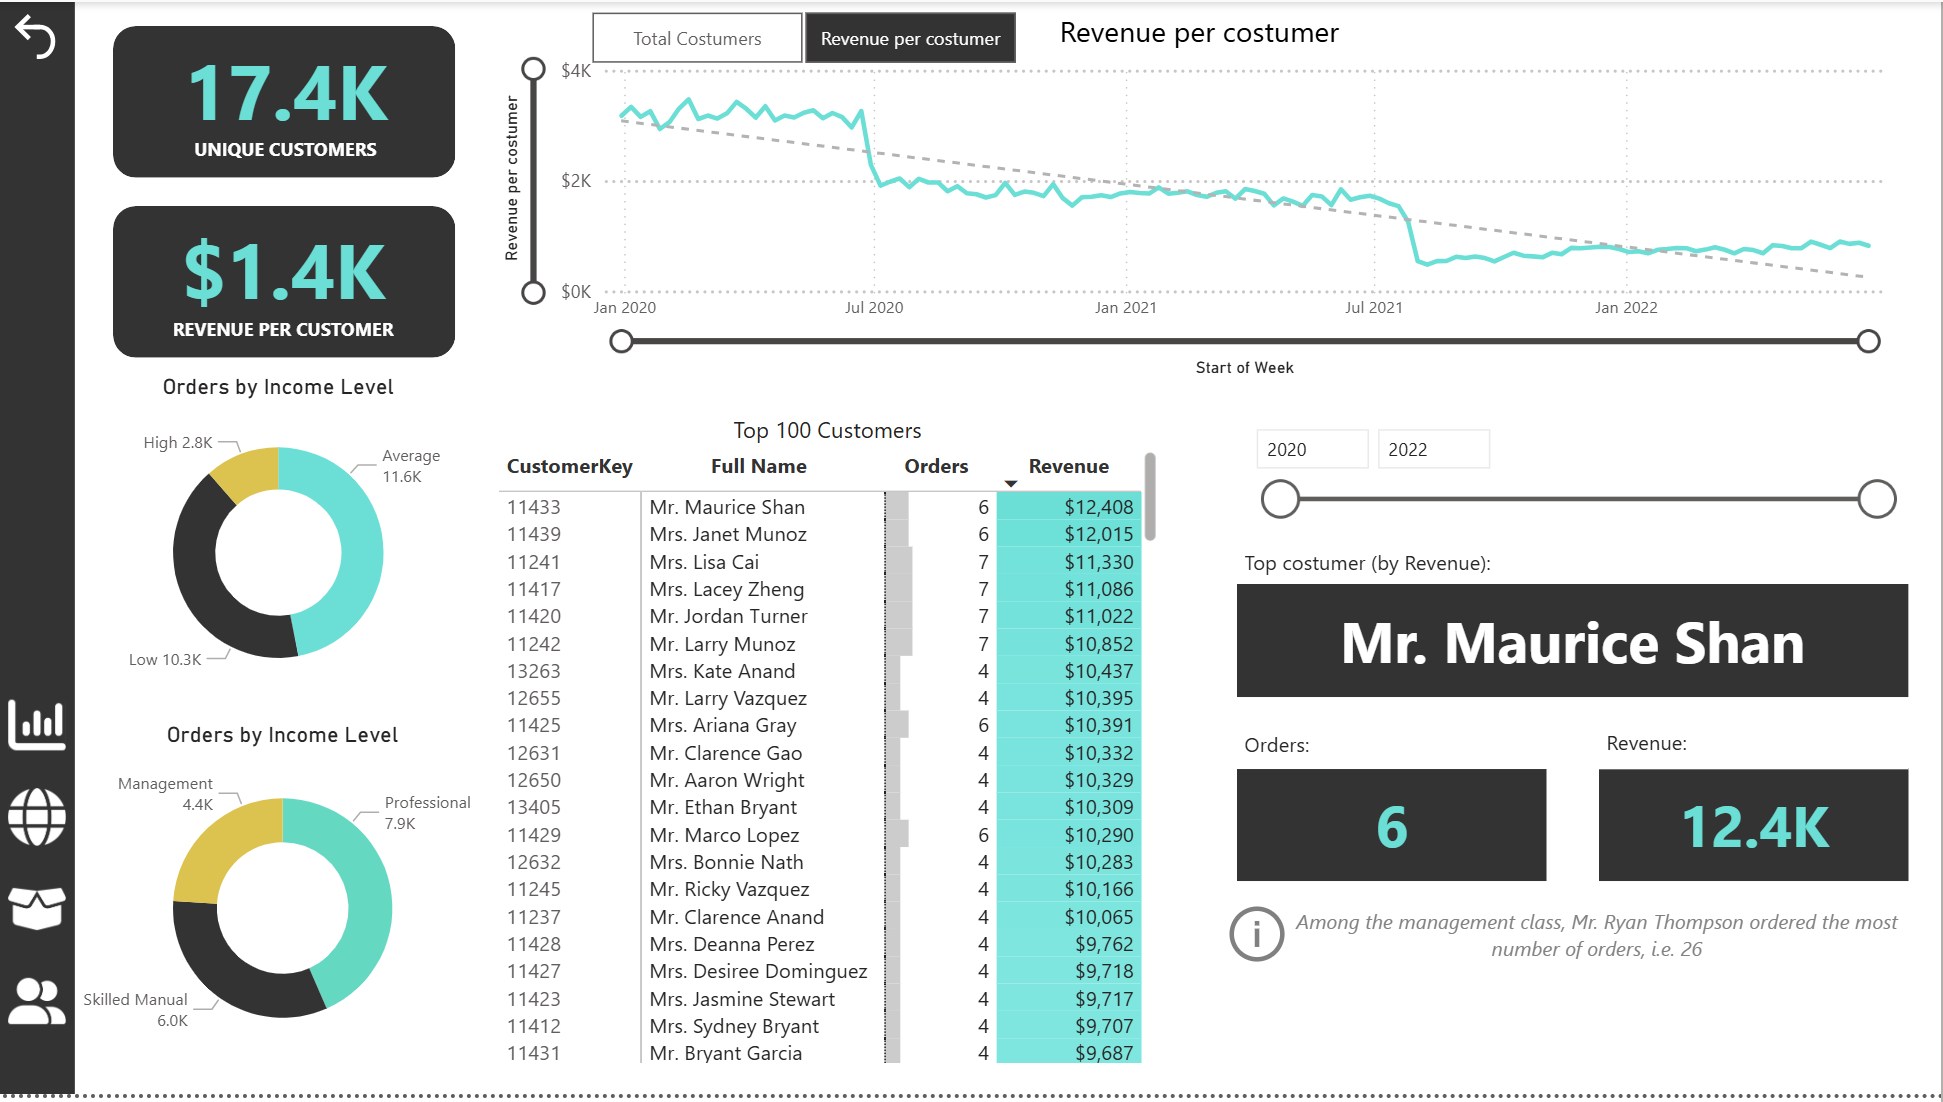 17.4K
UNIQUE CUSTOMERS
$1.4K
REVENUE PER CUSTOMER
Total Costumers
Revenue per costumer
Revenue per costumer
Revenue per costumer
$4K
$2K
$0K
Jan 2020
Jul 2020
Jan 2021
Jul 2021
Jan 2022
Start of Week
Orders by Income Level
High 2.8K
Average
11.6K
Low 10.3K
Orders by Income Level
Management
4.4K
Professional
7.9K
Skilled Manual
6.0K
Top 100 Customers
CustomerKey Full Name Orders Revenue
11433 Mr. Maurice Shan 6 $12,408
11439 Mrs. Janet Munoz 6 $12,015
11241 Mrs. Lisa Cai 7 $11,330
11417 Mrs. Lacey Zheng 7 $11,086
11420 Mr. Jordan Turner 7 $11,022
11242 Mr. Larry Munoz 7 $10,852
13263 Mrs. Kate Anand 4 $10,437
12655 Mr. Larry Vazquez 4 $10,395
11425 Mrs. Ariana Gray 6 $10,391
12631 Mr. Clarence Gao 4 $10,332
12650 Mr. Aaron Wright 4 $10,329
13405 Mr. Ethan Bryant 4 $10,309
11429 Mr. Marco Lopez 6 $10,290
12632 Mrs. Bonnie Nath 4 $10,283
11245 Mr. Ricky Vazquez 4 $10,166
11237 Mr. Clarence Anand 4 $10,065
11428 Mrs. Deanna Perez 4 $9,762
11427 Mrs. Desiree Dominguez 4 $9,718
11423 Mrs. Jasmine Stewart 4 $9,717
11412 Mrs. Sydney Bryant 4 $9,707
11431 Mr. Bryant Garcia 4 $9,687
2020
2022
Top costumer (by Revenue):
Mr. Maurice Shan
Orders:
6
Revenue:
12.4K
i
Among the management class, Mr. Ryan Thompson ordered the most
number of orders, i.e. 26